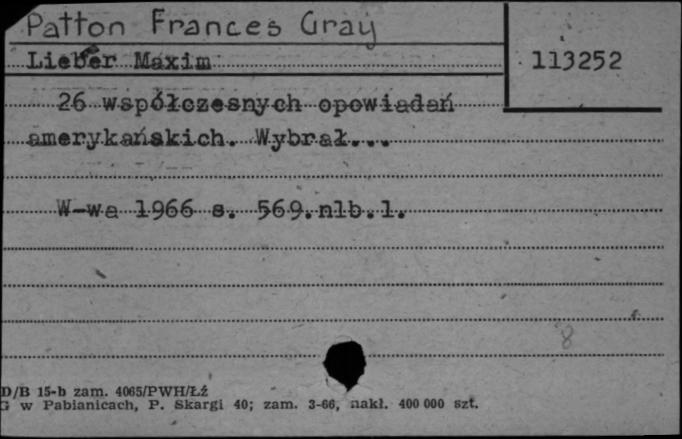 Patton Frances Gray
Lieber Maxim
113252
26 współczesnych opowiadań
amerykańskich. Wybrał...
W-wa 1966 s. 569.nlb.1.
8
D/B 15-b zam. 4065/PWH/Łź
G w Pabianicach, P. Skargi 40; zam. 3-66, nakł. 400 000 szt.